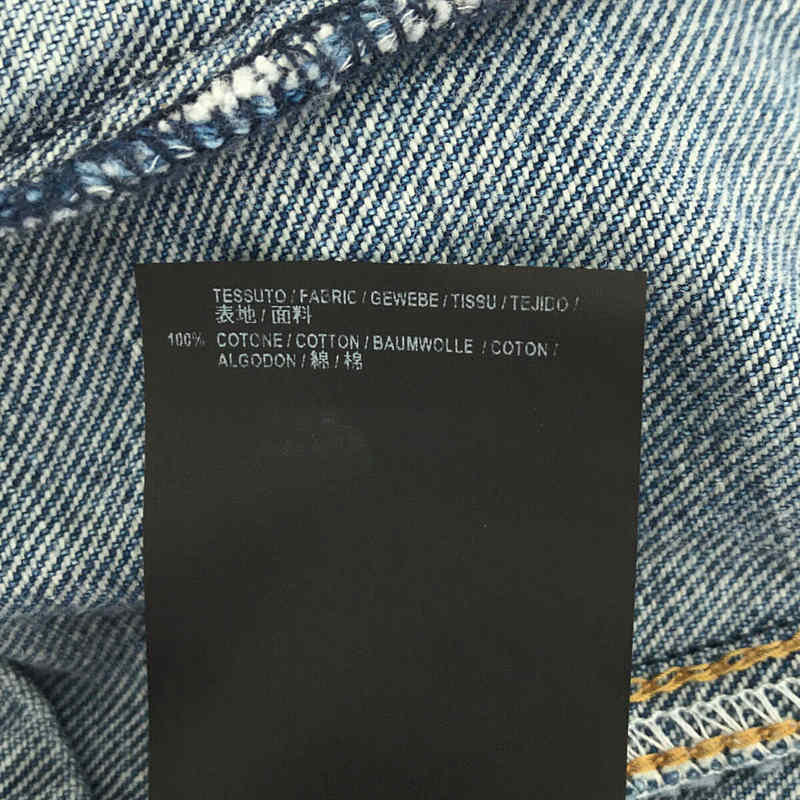 TESSUTO / FABRIC / GEWEBE / TISSU / TEJIDO /
表地 / 面料
100% COTONE / COTTON / BAUMWOLLE / COTON /
ALGODON / 綿 / 棉